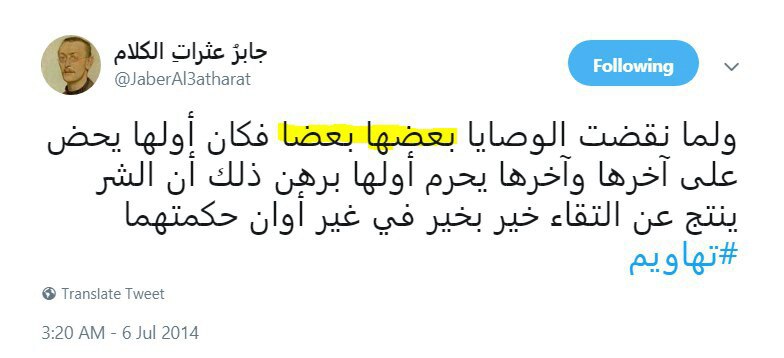 جابرُ عثراتِ الكلام
@JaberAl3atharat
Following
ولما نقضت الوصايا بعضها بعضا فكان أولها يحض
على آخرها وآخرها يحرم أولها برهن ذلك أن الشر
ينتج عن التقاء خير بخير في غير أوان حكمتهما
#تهاويم
Translate Tweet
3:20 AM - 6 Jul 2014